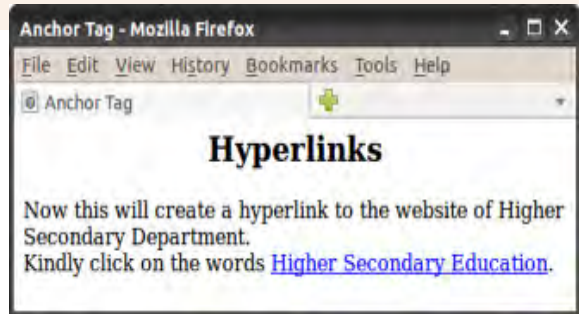 Anchor Tag - Mozilla Firefox
File Edit View History Bookmarks Tools Help
Anchor Tag
Hyperlinks
Now this will create a hyperlink to the website of Higher
Secondary Department.
Kindly click on the words Higher Secondary Education.